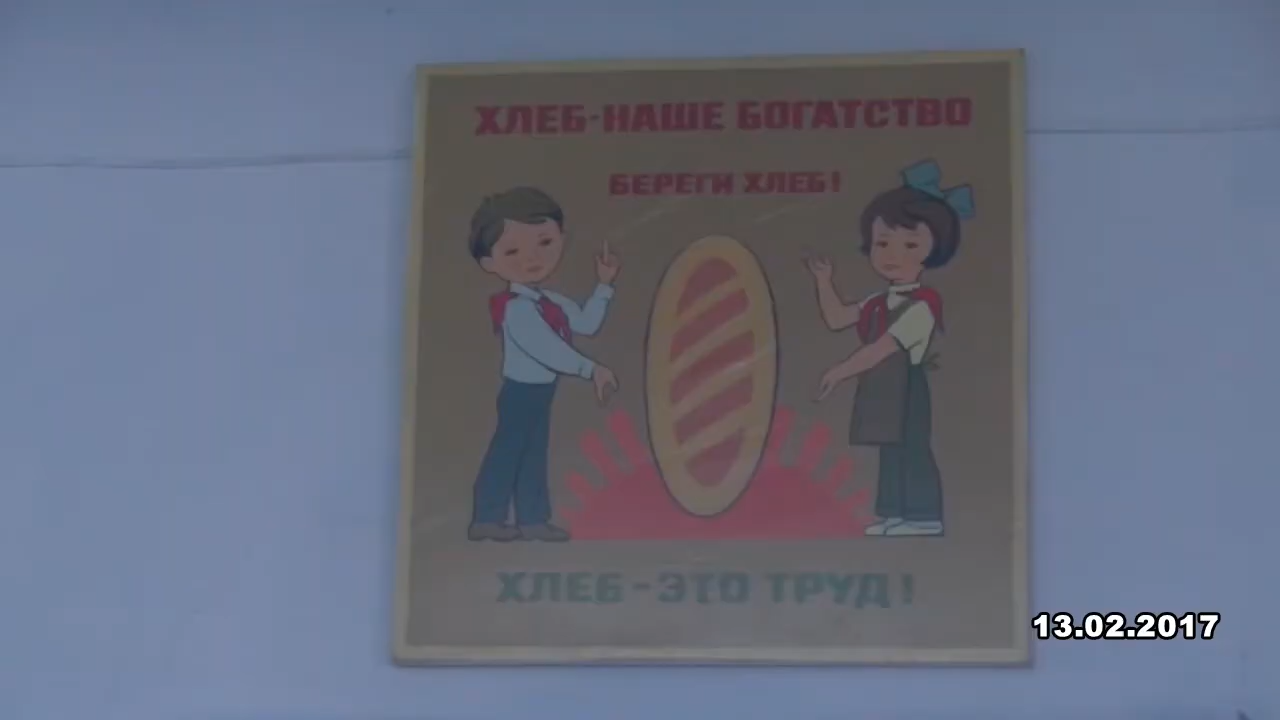 ХЛЕБ-НАШЕ БОГАТСТВО
БЕРЕГИ ХЛЕБ!
ХЛЕБ-ЭТО ТРУД!
13.02.2017